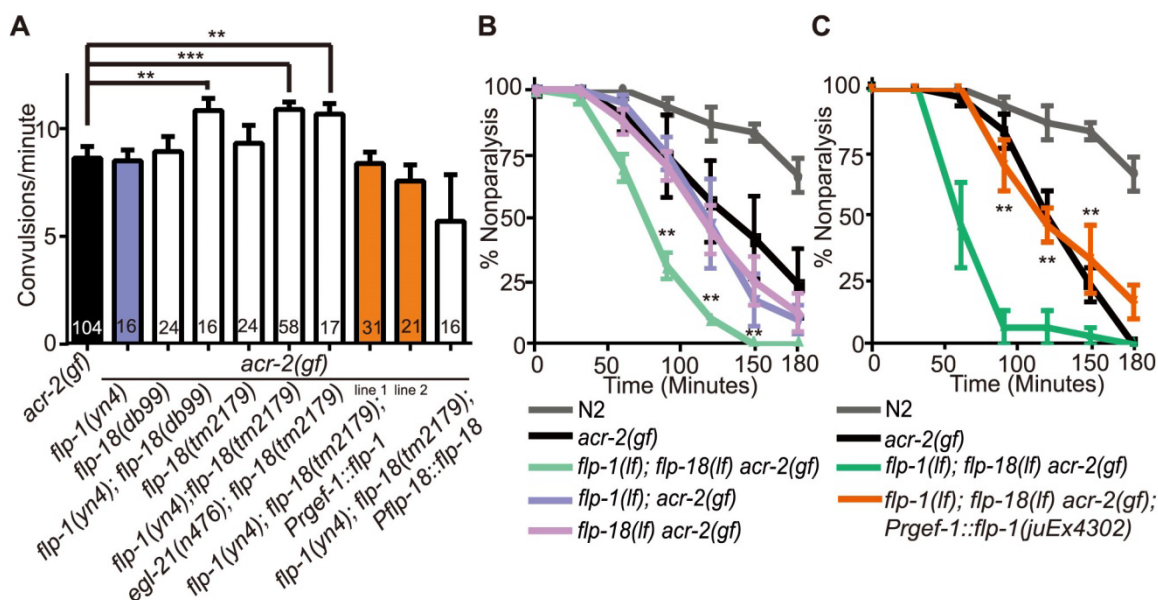 A
**
***
**
Convulsions/minute
10
5
0
104
16
24
16
24
58
17
31
21
16
acr-2(gf)
acr-2(gf)
line 1 line 2
flp-1(yn4)
flp-18(db99)
flp-1(yn4); flp-18(db99)
flp-18(tm2179)
flp-1(yn4);flp-18(tm2179)
egl-21(n476); flp-18(tm2179)
flp-1(yn4); flp-18(tm2179);
Prgef-1::flp-1
flp-1(yn4); flp-18(tm2179);
Pflp-18::flp-18
B
% Nonparalysis
100
75
50
25
0
**
**
**
0
50
100
150
180
Time (Minutes)
N2
acr-2(gf)
flp-1(lf); flp-18(lf) acr-2(gf)
flp-1(lf); acr-2(gf)
flp-18(lf) acr-2(gf)
C
% Nonparalysis
100
75
50
25
0
**
**
**
0
50
100
150
180
Time (Minutes)
N2
acr-2(gf)
flp-1(lf); flp-18(lf) acr-2(gf)
flp-1(lf); flp-18(lf) acr-2(gf);
Prgef-1::flp-1(juEx4302)